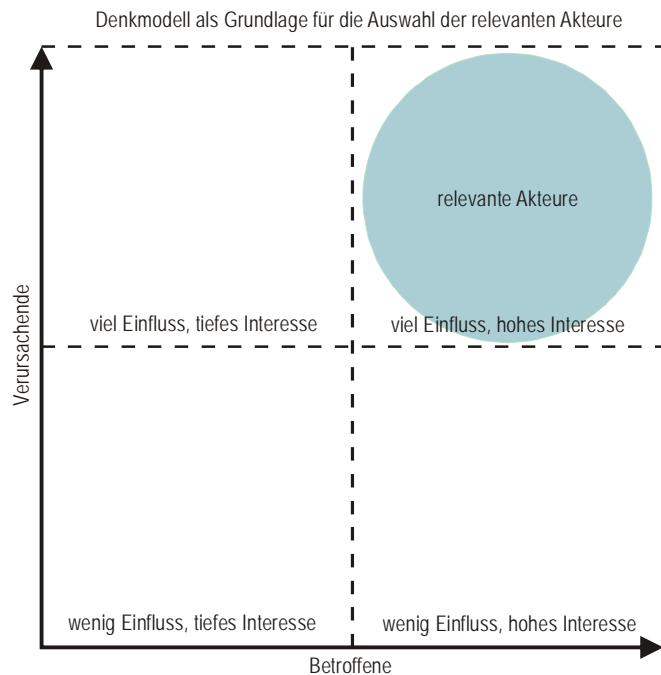 Denkmodell als Grundlage für die Auswahl der relevanten Akteure
relevante Akteure
viel Einfluss, tiefes Interesse
viel Einfluss, hohes Interesse
Verursachende
wenig Einfluss, tiefes Interesse
wenig Einfluss, hohes Interesse
Betroffene